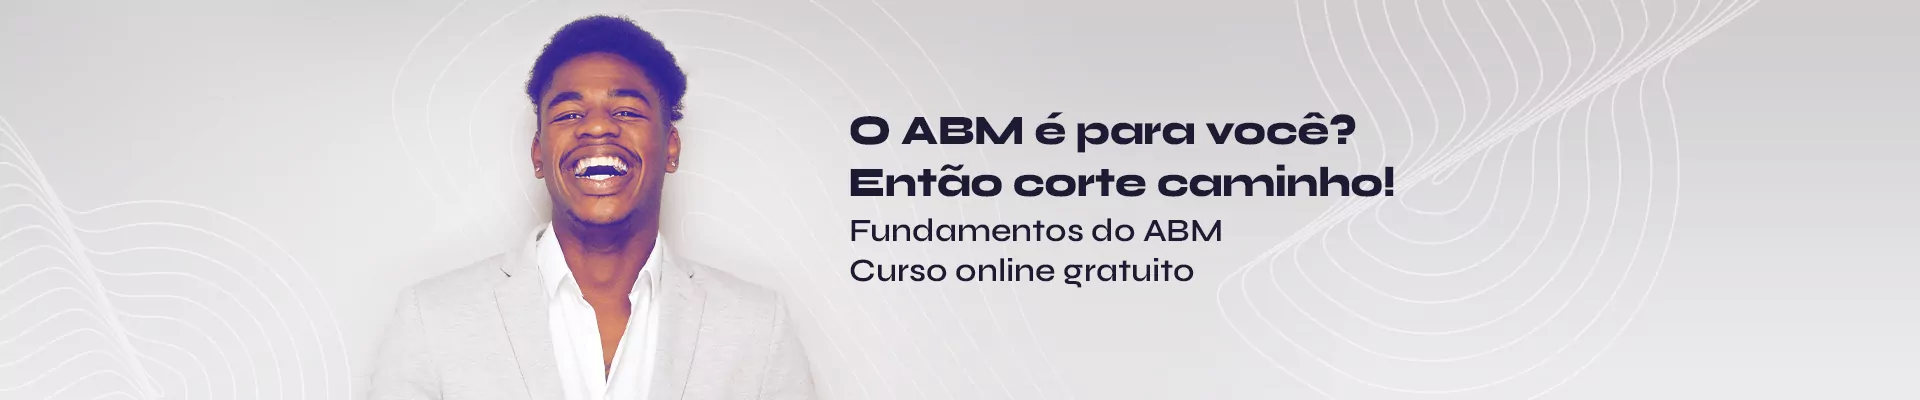 O ABM é para você?
Então corte caminho!
Fundamentos do ABM
Curso online gratuito